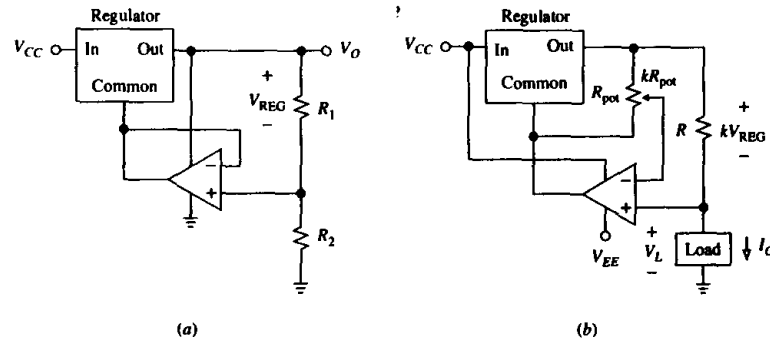 Regulator
V_CC
In
Out
V_O
Common
+
V_REG
−
R_1
−
+
R_2
(a)
?
Regulator
V_CC
In
Out
Common
R_pot
kR_pot
R
+
kV_REG
−
−
+
V_EE
+
V_L
−
Load
(b)